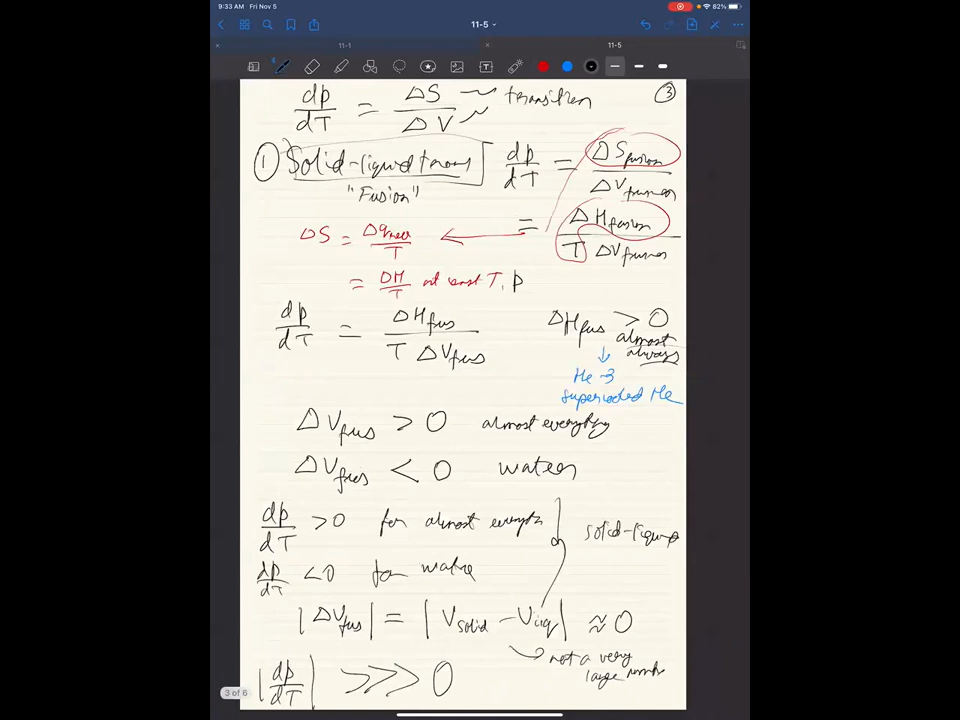 9:33 AM Fri Nov 5
82%
11-5
11-1
11-5
dp/dT = ΔS/ΔV ~ transition
③
① Solid-liquid trans
"Fusion"
dp/dT = ΔS fusion / ΔV fusion
= ΔH fusion / T ΔV fusion
ΔS = Δq rev / T
= ΔH/T at const T, p
dp/dT = ΔH fus / T ΔV fus
ΔH fus > 0
almost
always
He-3
supercooled He
ΔV fus > 0 almost everything
ΔV fus < 0 water
dp/dT > 0 for almost everyth
solid-liquid
dp/dT < 0 for water
|ΔV fus| = |V solid - V liq| ≈ 0
not a very
large numb
|dp/dT| >>> 0
3 of 6